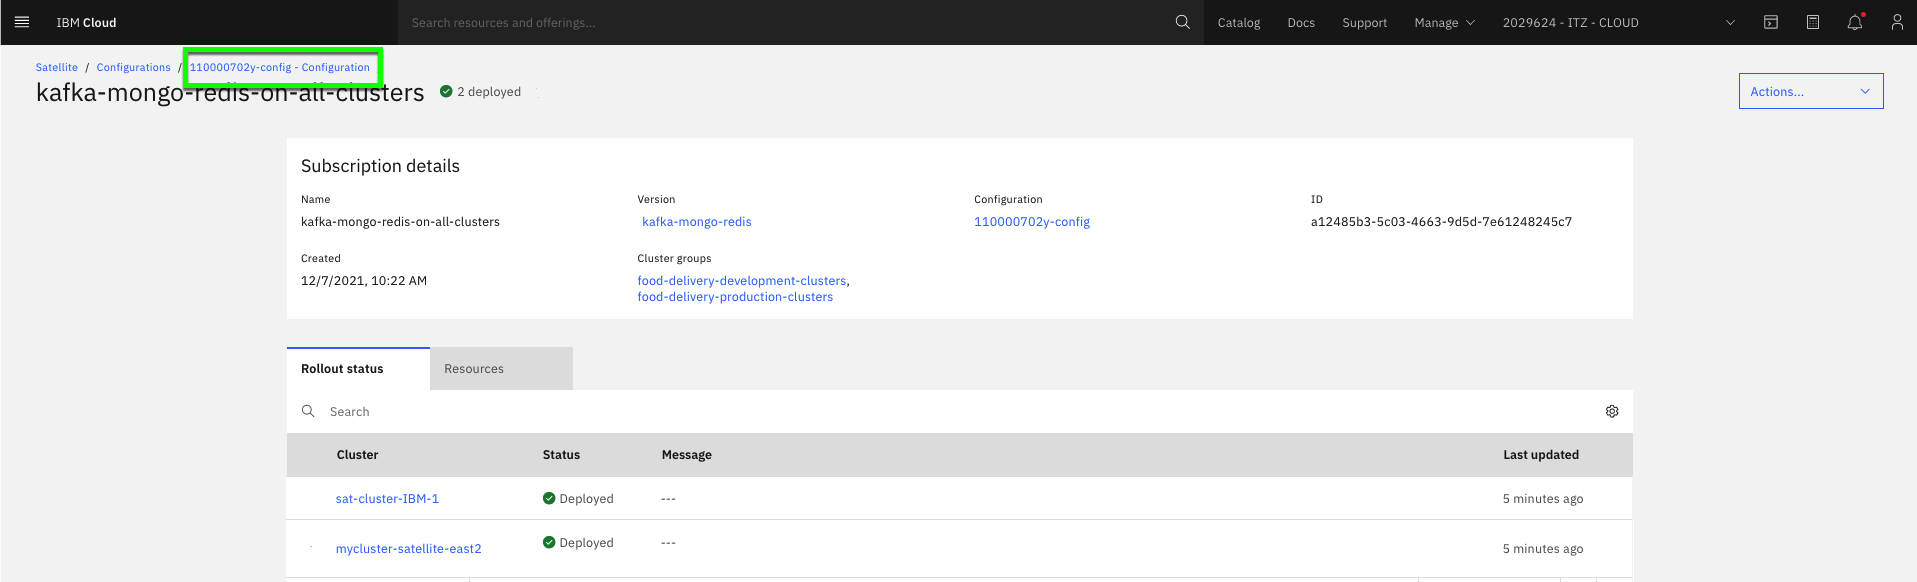 IBM Cloud Search resources and offerings... Catalog Docs Support Manage 2029624 - ITZ - CLOUD
Satellite / Configurations / 110000702y-config - Configuration
kafka-mongo-redis-on-all-clusters 2 deployed Actions...
Subscription details
Name Version Configuration ID
kafka-mongo-redis-on-all-clusters kafka-mongo-redis 110000702y-config a12485b3-5c03-4663-9d5d-7e61248245c7
Created Cluster groups
12/7/2021, 10:22 AM food-delivery-development-clusters,
food-delivery-production-clusters
Rollout status Resources
Search
Cluster Status Message Last updated
sat-cluster-IBM-1 Deployed --- 5 minutes ago
mycluster-satellite-east2 Deployed --- 5 minutes ago